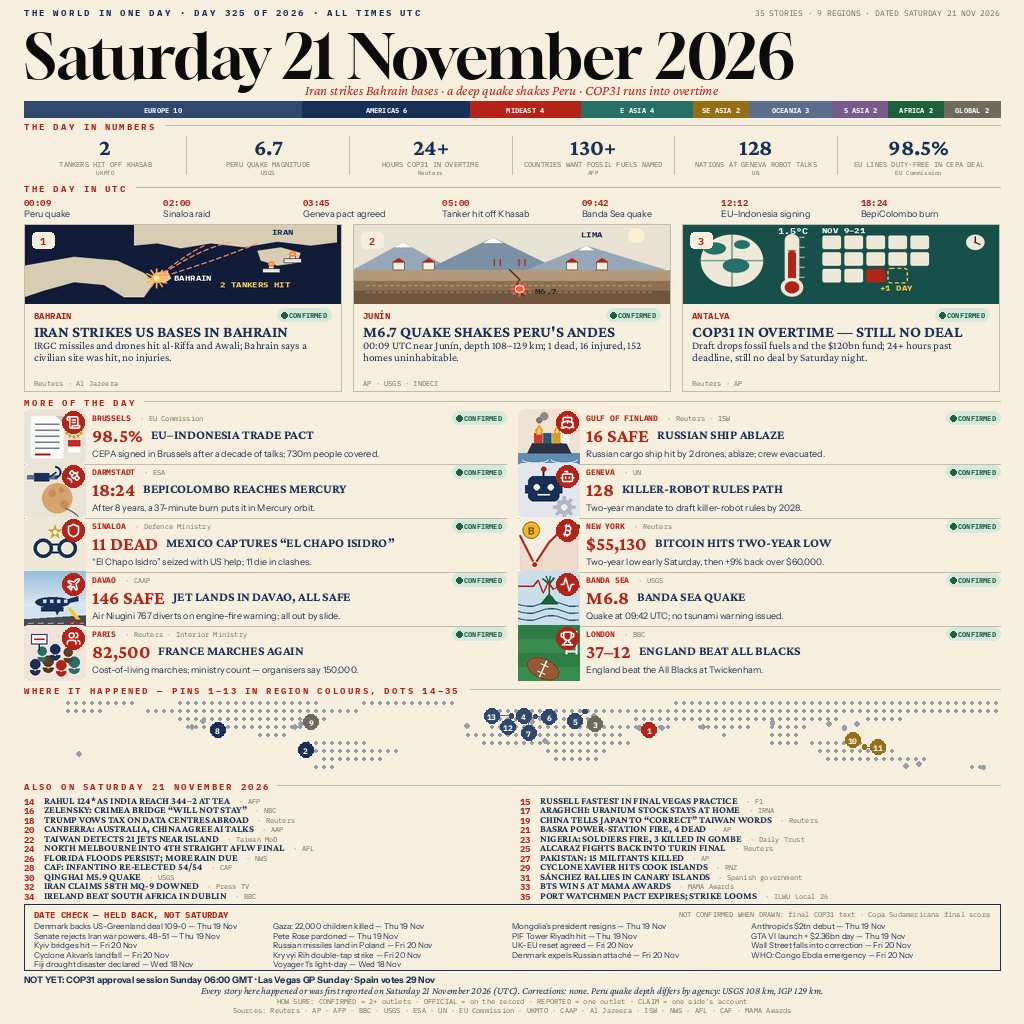 THE WORLD IN ONE DAY · DAY 325 OF 2026 · ALL TIMES UTC
35 STORIES · 9 REGIONS · DATED SATURDAY 21 NOV 2026
Saturday 21 November 2026
Iran strikes Bahrain bases · a deep quake shakes Peru · COP31 runs into overtime
EUROPE 10 AMERICAS 6 MIDEAST 4 E ASIA 4 SE ASIA 2 OCEANIA 3 S ASIA 2 AFRICA 2 GLOBAL 2
THE DAY IN NUMBERS
2
TANKERS HIT OFF KHASAB
UKMTO
6.7
PERU QUAKE MAGNITUDE
USGS
24+
HOURS COP31 IN OVERTIME
Reuters
130+
COUNTRIES WANT FOSSIL FUELS NAMED
AFP
128
NATIONS AT GENEVA ROBOT TALKS
UN
98.5%
EU LINES DUTY-FREE IN CEPA DEAL
EU Commission
THE DAY IN UTC
00:09
Peru quake
02:00
Sinaloa raid
03:45
Geneva pact agreed
05:00
Tanker hit off Khasab
09:42
Banda Sea quake
12:12
EU–Indonesia signing
18:24
BepiColombo burn
1
IRAN
BAHRAIN
2 TANKERS HIT
BAHRAIN
CONFIRMED
IRAN STRIKES US BASES IN BAHRAIN
IRGC missiles and drones hit al-Riffa and Awali; Bahrain says a
civilian site was hit, no injuries.
Reuters · Al Jazeera
2
LIMA
M6.7
JUNÍN
CONFIRMED
M6.7 QUAKE SHAKES PERU'S ANDES
00:09 UTC near Junín, depth 108–129 km; 1 dead, 16 injured, 152
homes uninhabitable.
AP · USGS · INDECI
3
1.5°C
NOV 9–21
+1 DAY
ANTALYA
CONFIRMED
COP31 IN OVERTIME — STILL NO DEAL
Draft drops fossil fuels and the $120bn fund; 24+ hours past
deadline, still no deal by Saturday night.
Reuters · AP
MORE OF THE DAY
BRUSSELS · EU Commission
CONFIRMED
98.5% EU–INDONESIA TRADE PACT
CEPA signed in Brussels after a decade of talks; 730m people covered.
GULF OF FINLAND · Reuters · ISW
CONFIRMED
16 SAFE RUSSIAN SHIP ABLAZE
Russian cargo ship hit by 2 drones, ablaze; crew evacuated.
DARMSTADT · ESA
CONFIRMED
18:24 BEPICOLOMBO REACHES MERCURY
After 8 years, a 37-minute burn puts it in Mercury orbit.
GENEVA · UN
CONFIRMED
128 KILLER-ROBOT RULES PATH
Two-year mandate to draft killer-robot rules by 2028.
SINALOA · Defence Ministry
CONFIRMED
11 DEAD MEXICO CAPTURES “EL CHAPO ISIDRO”
“El Chapo Isidro” seized with US help; 11 die in clashes.
B
NEW YORK · Reuters
CONFIRMED
$55,130 BITCOIN HITS TWO-YEAR LOW
Two-year low early Saturday, then +9% back over $60,000.
DAVAO · CAAP
CONFIRMED
146 SAFE JET LANDS IN DAVAO, ALL SAFE
Air Niugini 767 diverts on engine-fire warning; all out by slide.
BANDA SEA · USGS
CONFIRMED
M6.8 BANDA SEA QUAKE
Quake at 09:42 UTC; no tsunami warning issued.
PARIS · Reuters · Interior Ministry
CONFIRMED
82,500 FRANCE MARCHES AGAIN
Cost-of-living marches; ministry count — organisers say 150,000.
LONDON · BBC
CONFIRMED
37–12 ENGLAND BEAT ALL BLACKS
England beat the All Blacks at Twickenham.
WHERE IT HAPPENED — PINS 1–13 IN REGION COLOURS, DOTS 14–35
8 9 2 13 4 12 7 6 5 3 1 10 11
ALSO ON SATURDAY 21 NOVEMBER 2026
14 RAHUL 124* AS INDIA REACH 344–2 AT TEA · AFP
15 RUSSELL FASTEST IN FINAL VEGAS PRACTICE · F1
16 ZELENSKY: CRIMEA BRIDGE “WILL NOT STAY” · NBC
17 ARAGHCHI: URANIUM STOCK STAYS AT HOME · IRNA
18 TRUMP VOWS TAX ON DATA CENTRES ABROAD · Reuters
19 CHINA TELLS JAPAN TO “CORRECT” TAIWAN WORDS · Reuters
20 CANBERRA: AUSTRALIA, CHINA AGREE AI TALKS · AAP
21 BASRA POWER-STATION FIRE, 4 DEAD · AP
22 TAIWAN DETECTS 21 JETS NEAR ISLAND · Taiwan MoD
23 NIGERIA: SOLDIERS FIRE, 3 KILLED IN GOMBE · Daily Trust
24 NORTH MELBOURNE INTO 4TH STRAIGHT AFLW FINAL · AFL
25 ALCARAZ FIGHTS BACK INTO TURIN FINAL · Reuters
26 FLORIDA FLOODS PERSIST; MORE RAIN DUE · NWS
27 PAKISTAN: 15 MILITANTS KILLED · AP
28 CAF: INFANTINO RE-ELECTED 54/54 · CAF
29 CYCLONE XAVIER HITS COOK ISLANDS · RNZ
30 QINGHAI M5.9 QUAKE · USGS
31 SÁNCHEZ RALLIES IN CANARY ISLANDS · Spanish government
32 IRAN CLAIMS 58TH MQ-9 DOWNED · Press TV
33 BTS WIN 5 AT MAMA AWARDS · MAMA Awards
34 IRELAND BEAT SOUTH AFRICA IN DUBLIN · BBC
35 PORT WATCHMEN PACT EXPIRES; STRIKE LOOMS · ILWU Local 26
DATE CHECK — HELD BACK, NOT SATURDAY
NOT CONFIRMED WHEN DRAWN: final COP31 text · Copa Sudamericana final score
Denmark backs US-Greenland deal 109–0 — Thu 19 Nov
Gaza: 22,000 children killed — Thu 19 Nov
Mongolia's president resigns — Thu 19 Nov
Anthropic's $2tn debut — Thu 19 Nov
Senate rejects Iran war powers, 48–51 — Thu 19 Nov
Pete Rose pardoned — Thu 19 Nov
PIF Tower Riyadh hit — Thu 19 Nov
GTA VI launch + $2.36bn day — Thu 19 Nov
Kyiv bridges hit — Fri 20 Nov
Russian missiles land in Poland — Fri 20 Nov
UK–EU reset agreed — Fri 20 Nov
Wall Street falls into correction — Fri 20 Nov
Cyclone Akvan's landfall — Fri 20 Nov
Kryvyi Rih double-tap strike — Fri 20 Nov
Denmark expels Russian attaché — Fri 20 Nov
WHO: Congo Ebola emergency — Fri 20 Nov
Fiji drought disaster declared — Wed 18 Nov
Voyager 1's light-day — Wed 18 Nov
NOT YET: COP31 approval session Sunday 06:00 GMT · Las Vegas GP Sunday · Spain votes 29 Nov
Every story here happened or was first reported on Saturday 21 November 2026 (UTC). Corrections: none. Peru quake depth differs by agency: USGS 108 km, IGP 129 km.
HOW SURE: CONFIRMED = 2+ outlets · OFFICIAL = on the record · REPORTED = one outlet · CLAIM = one side's account
Sources: Reuters · AP · AFP · BBC · USGS · ESA · UN · EU Commission · UKMTO · CAAP · Al Jazeera · ISW · NWS · AFL · CAF · MAMA Awards